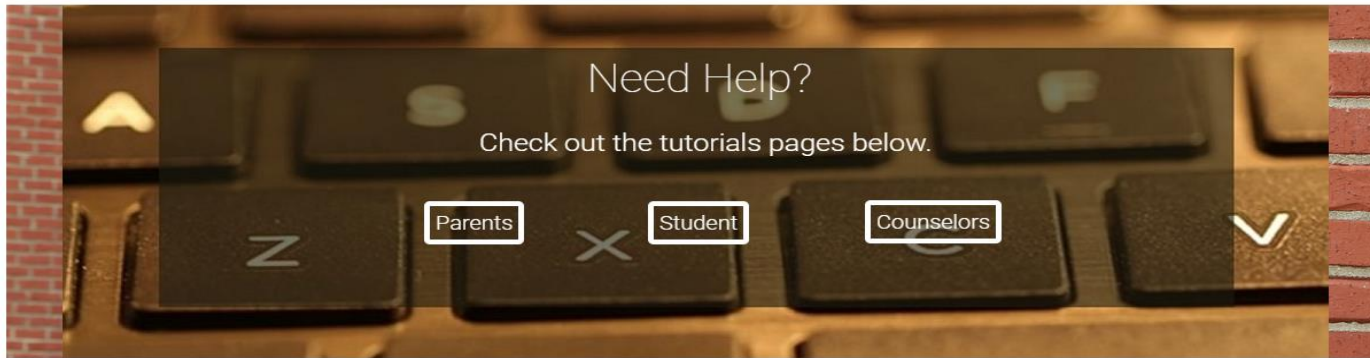 Need Help?
Check out the tutorials pages below.
Parents Student Counselors
A S D F
Z X C V